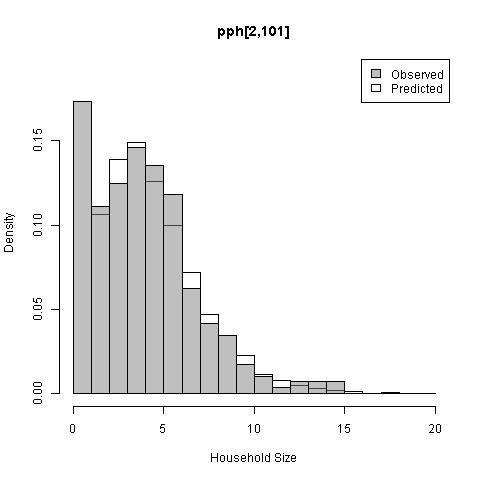 pph[2,101]
Observed
Predicted
Density
0.15
0.10
0.05
0.00
0 5 10 15 20
Household Size